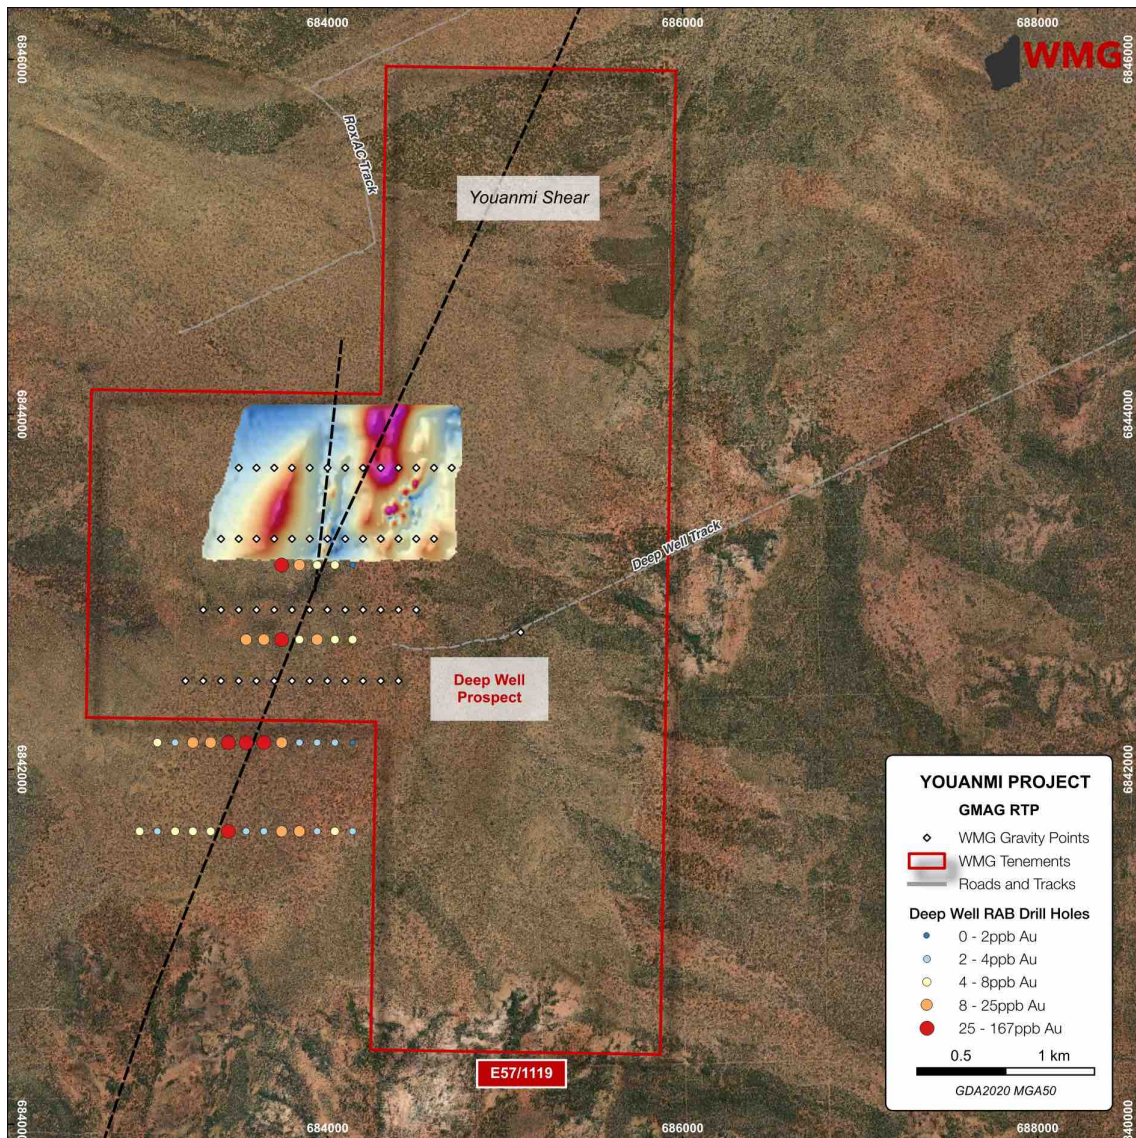 684000
686000
688000
6846000
6846000
WMG
Rox AC Track
Youanmi Shear
6844000
6844000
Deep Well Track
Deep Well
Prospect
6842000
6842000
YOUANMI PROJECT
GMAG RTP
WMG Gravity Points
WMG Tenements
Roads and Tracks
Deep Well RAB Drill Holes
0 - 2ppb Au
2 - 4ppb Au
4 - 8ppb Au
8 - 25ppb Au
25 - 167ppb Au
0.5 1 km
GDA2020 MGA50
E57/1119
6840000
6840000
684000
686000
688000